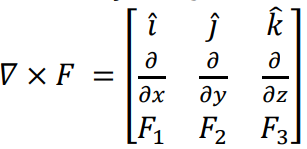 ∇ × F = [ î ĵ k̂
∂/∂x ∂/∂y ∂/∂z
F₁ F₂ F₃ ]